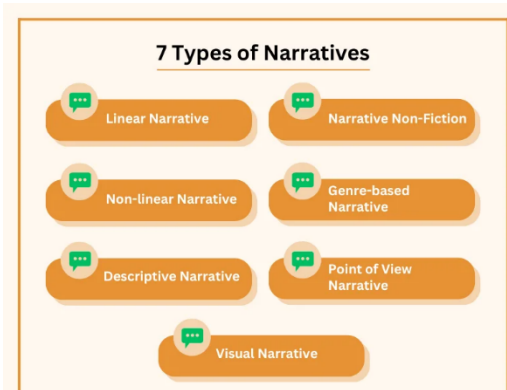 7 Types of Narratives
Linear Narrative
Narrative Non-Fiction
Non-linear Narrative
Genre-based
Narrative
Descriptive Narrative
Point of View
Narrative
Visual Narrative